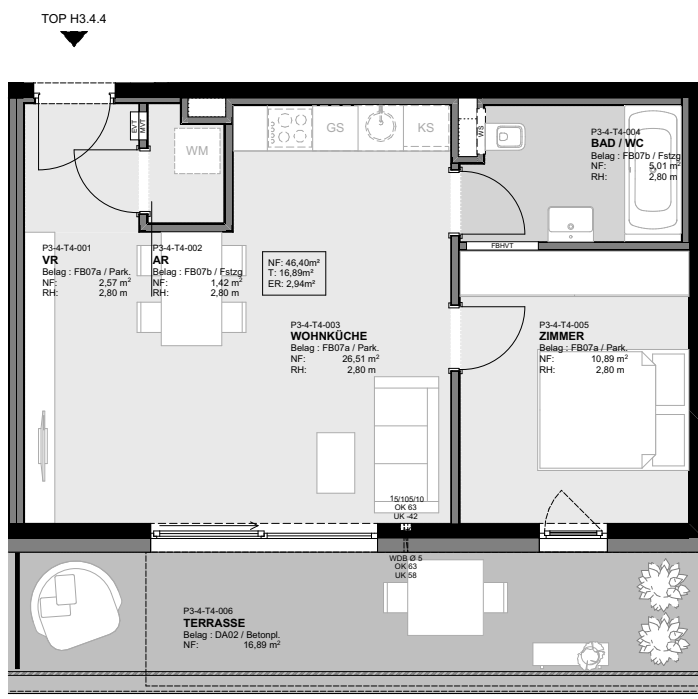 TOP H3.4.4
EVT
MVT
WM
GS
KS
WS
P3-4-T4-004
BAD / WC
Belag : FB07b / Fstzg
NF: 5,01 m²
RH: 2,80 m
FBHVT
P3-4-T4-001
VR
Belag : FB07a / Park.
NF: 2,57 m²
RH: 2,80 m
P3-4-T4-002
AR
Belag : FB07b / Fstzg
NF: 1,42 m²
RH: 2,80 m
NF: 46,40m²
T: 16,89m²
ER: 2,94m²
P3-4-T4-003
WOHNKÜCHE
Belag : FB07a / Park.
NF: 26,51 m²
RH: 2,80 m
P3-4-T4-005
ZIMMER
Belag : FB07a / Park.
NF: 10,89 m²
RH: 2,80 m
15/105/10
OK 63
UK -42
WDB Ø 5
OK 63
UK 58
P3-4-T4-006
TERRASSE
Belag : DA02 / Betonpl.
NF: 16,89 m²